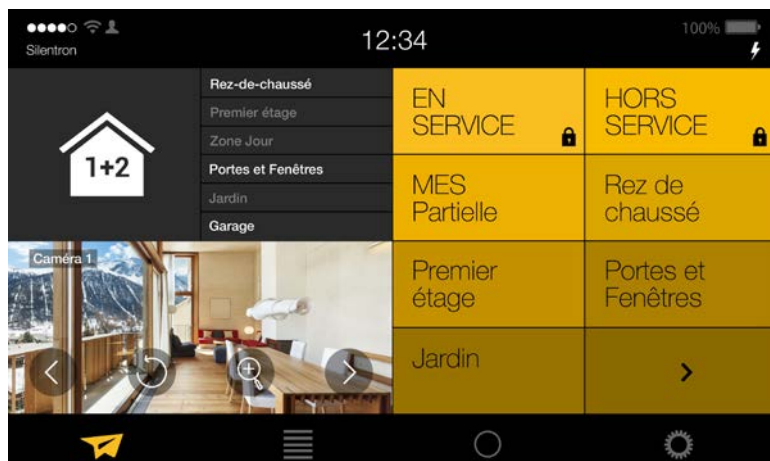 Silentron
12:34
100%
1+2
Rez-de-chaussé
Premier étage
Zone Jour
Portes et Fenêtres
Jardin
Garage
EN
SERVICE
HORS
SERVICE
MES
Partielle
Rez de
chaussé
Premier
étage
Portes et
Fenêtres
Jardin
Caméra 1